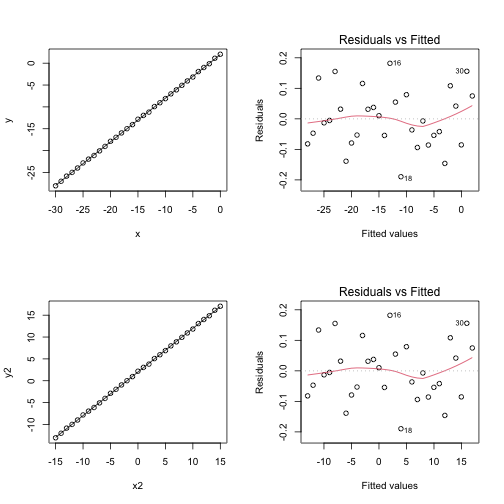 Residuals vs Fitted
y
0
-5
-15
-25
-30 -25 -20 -15 -10 -5 0
x
Residuals
0.2
0.1
0.0
-0.1
-0.2
16
30
18
-25 -20 -15 -10 -5 0
Fitted values
Residuals vs Fitted
y2
15
10
5
0
-5
-10
-15 -10 -5 0 5 10 15
x2
Residuals
0.2
0.1
0.0
-0.1
-0.2
16
30
18
-10 -5 0 5 10 15
Fitted values